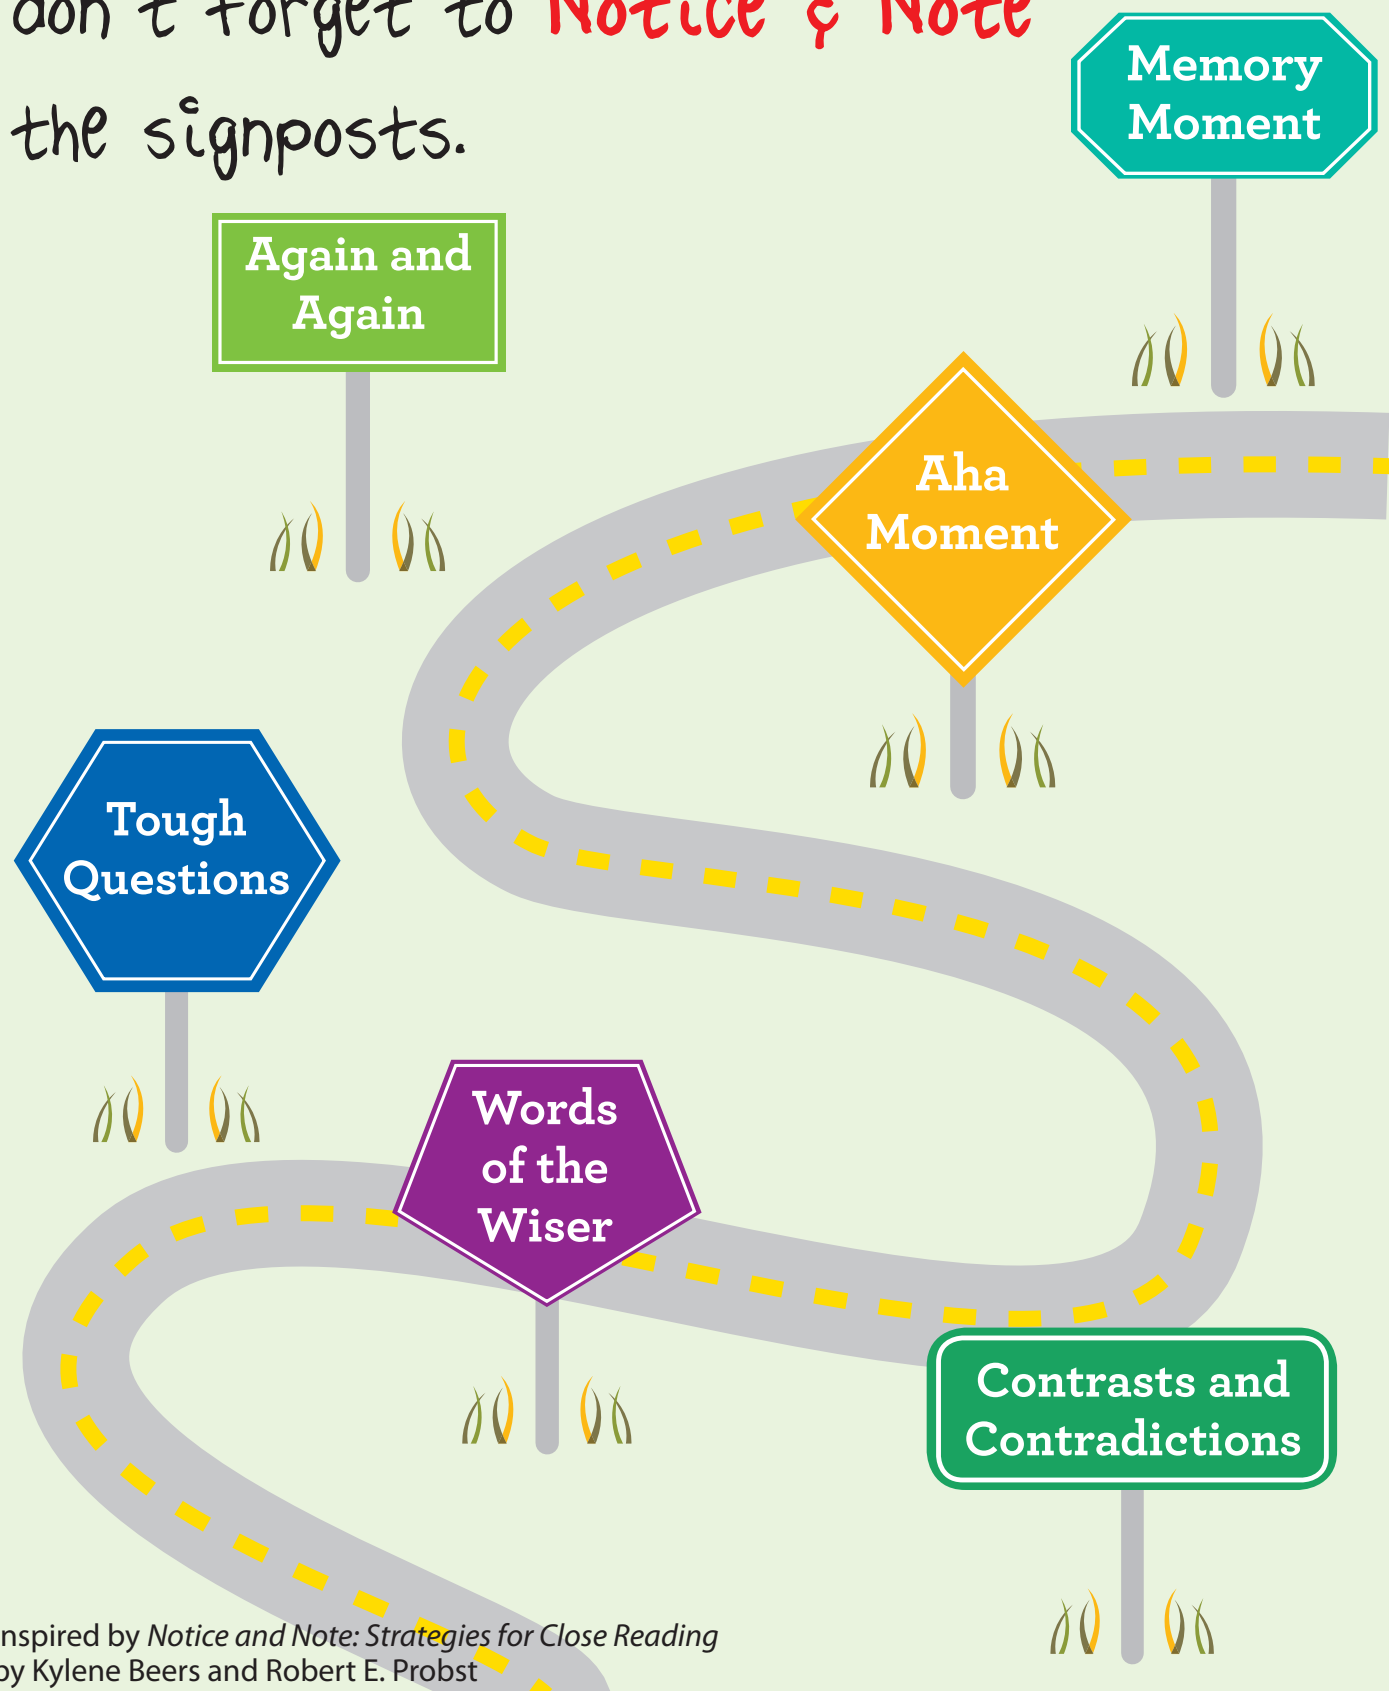 don't forget to Notice & Note
the signposts.
Memory
Moment
Again and
Again
Aha
Moment
Tough
Questions
Words
of the
Wiser
Contrasts and
Contradictions
nspired by Notice and Note: Strategies for Close Reading
by Kylene Beers and Robert E. Probst